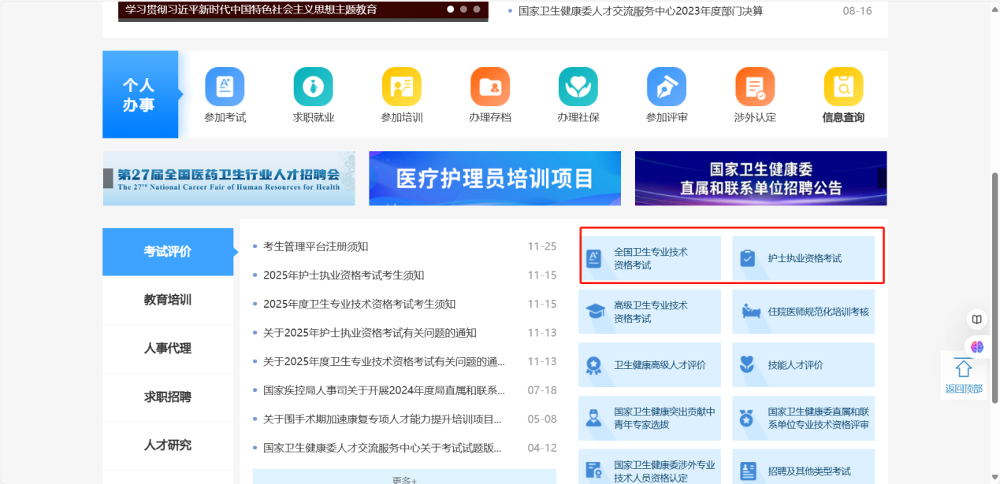 学习贯彻习近平新时代中国特色社会主义思想主题教育
国家卫生健康委人才交流服务中心2023年度部门决算 08-16
个人
办事
参加考试 求职就业 参加培训 办理存档 办理社保 参加评审 涉外认定 信息查询
第27届全国医药卫生行业人才招聘会
The 27th National Career Fair of Human Resources for Health
医疗护理员培训项目
国家卫生健康委
直属和联系单位招聘公告
考试评价
教育培训
人事代理
求职招聘
人才研究
考生管理平台注册须知 11-25
2025年护士执业资格考试考生须知 11-15
2025年度卫生专业技术资格考试考生须知 11-15
关于2025年护士执业资格考试有关问题的通知 11-13
关于2025年度卫生专业技术资格考试有关问题的通... 11-13
国家疾控局人事司关于开展2024年度局直属和联系... 07-18
关于围手术期加速康复专项人才能力提升培训项目... 05-08
国家卫生健康委人才交流服务中心关于考试试题版... 04-12
更多+
全国卫生专业技术
资格考试
护士执业资格考试
高级卫生专业技术
资格考试
住院医师规范化培训考核
卫生健康高级人才评价
技能人才评价
国家卫生健康突出贡献中
青年专家选拔
国家卫生健康委直属和联
系单位专业技术资格评审
国家卫生健康委涉外专业
技术人员资格认定
招聘及其他类型考试
返回顶部